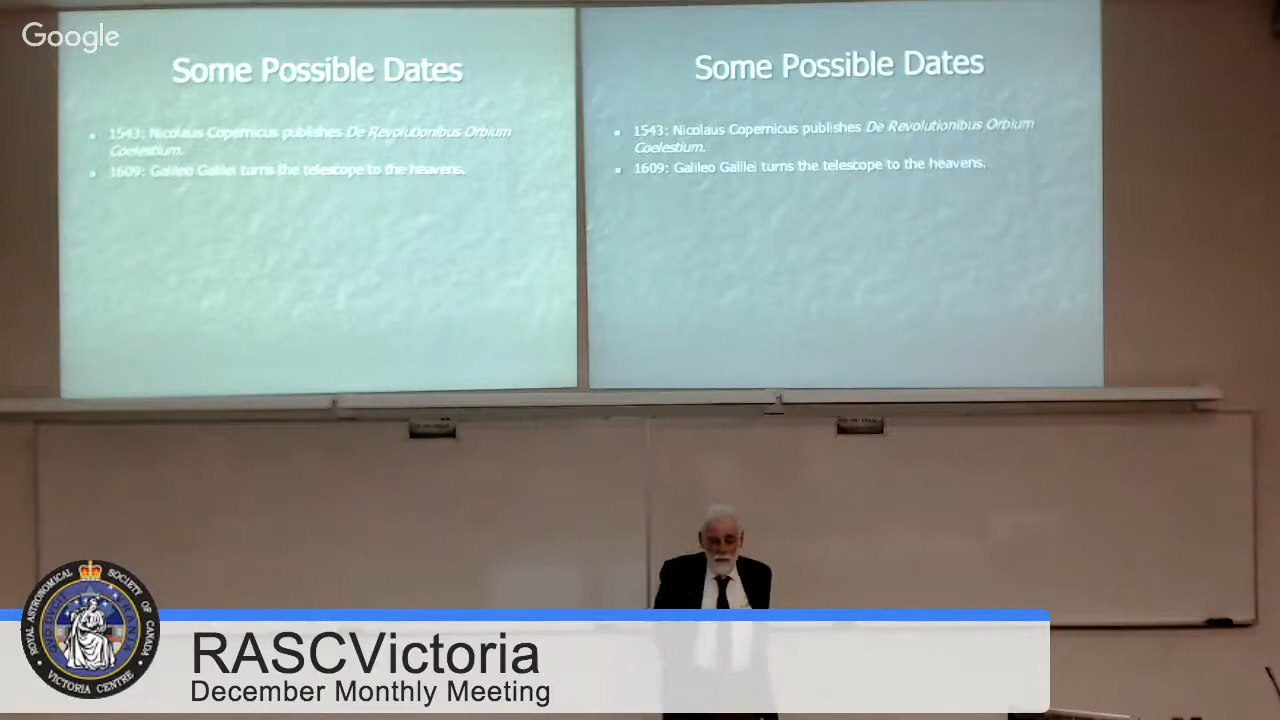 Google
Some Possible Dates
1543: Nicolaus Copernicus publishes De Revolutionibus Orbium
Coelestium.
1609: Galileo Galilei turns the telescope to the heavens.
Some Possible Dates
1543: Nicolaus Copernicus publishes De Revolutionibus Orbium
Coelestium.
1609: Galileo Galilei turns the telescope to the heavens.
ROYAL ASTRONOMICAL SOCIETY OF CANADA
VICTORIA CENTRE
RASCVictoria
December Monthly Meeting